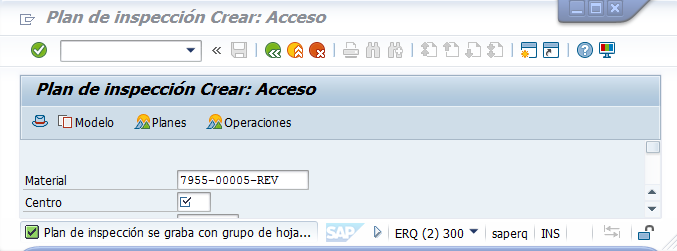 Plan de inspección Crear: Acceso
Plan de inspección Crear: Acceso
Modelo Planes Operaciones
Material 7955-00005-REV
Centro
Plan de inspección se graba con grupo de hoja... SAP ERQ (2) 300 saperq INS